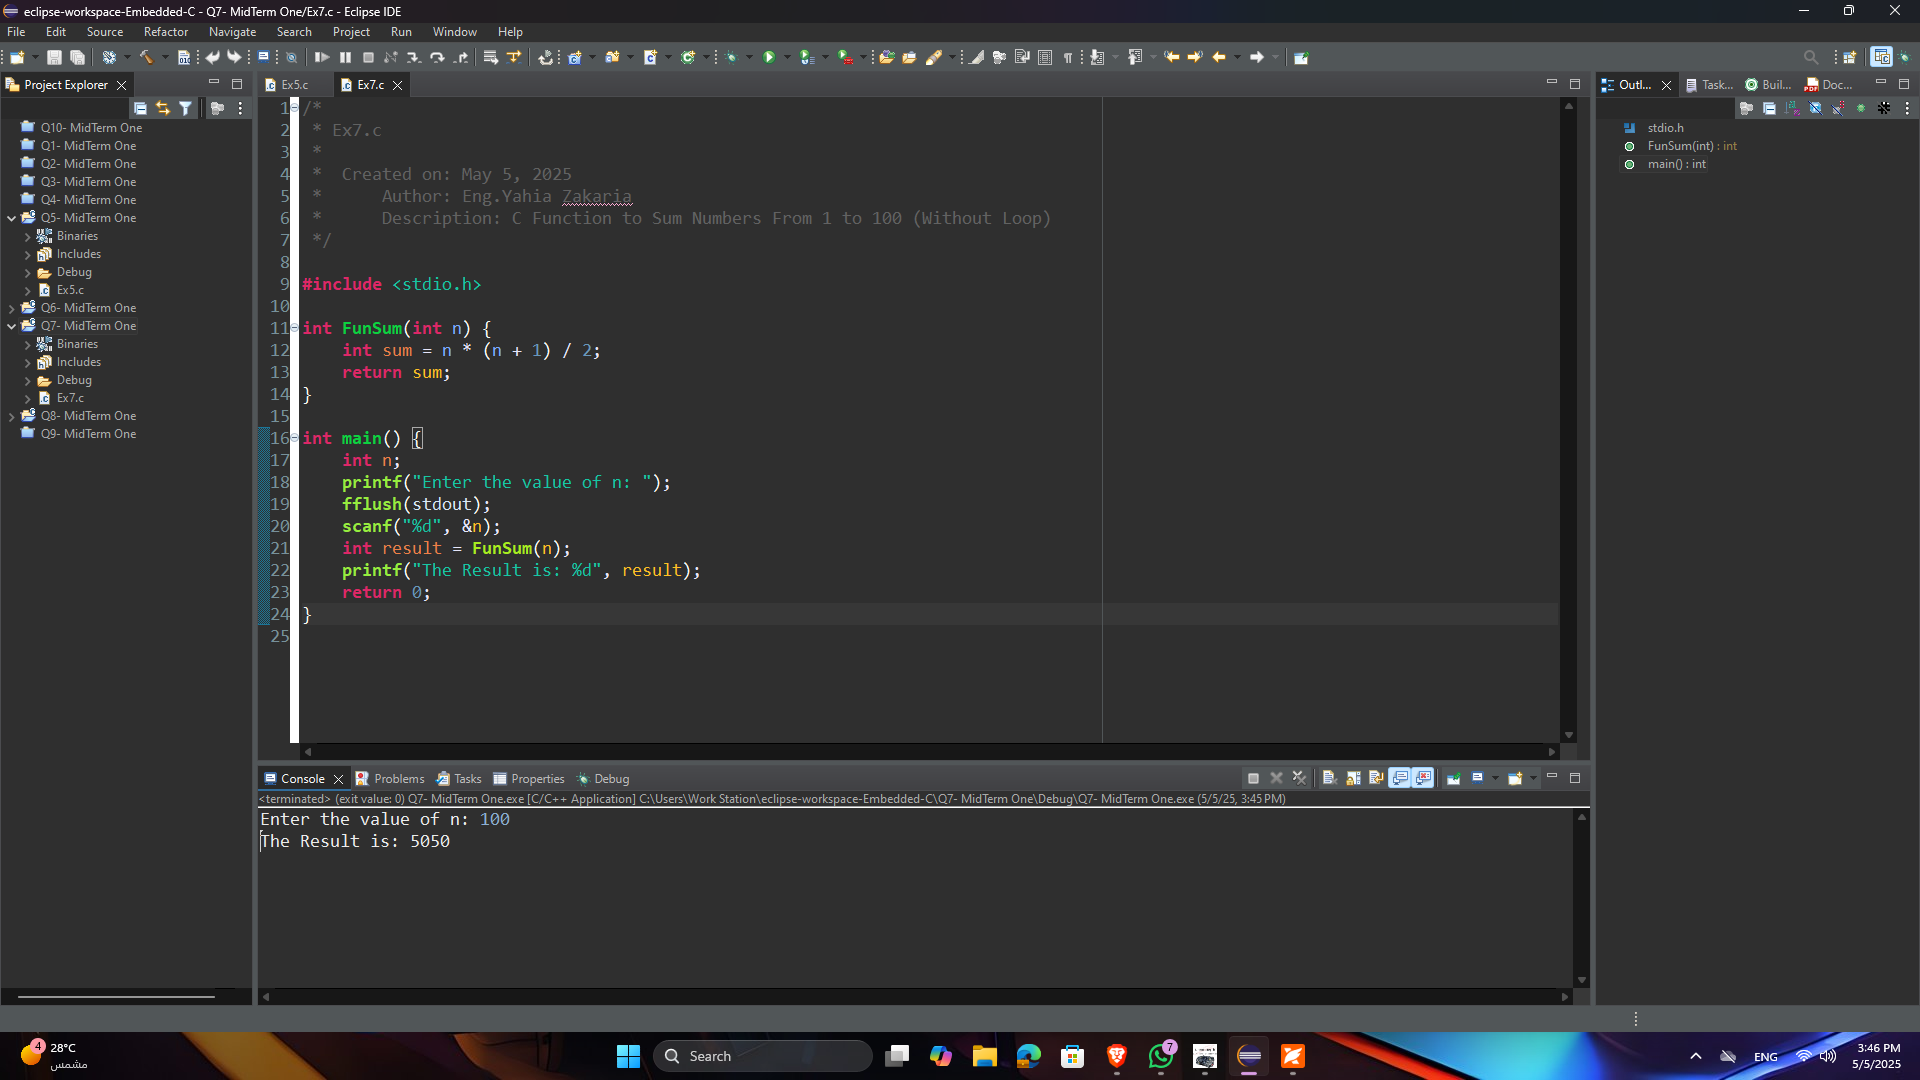 eclipse-workspace-Embedded-C - Q7- MidTerm One/Ex7.c - Eclipse IDE
File Edit Source Refactor Navigate Search Project Run Window Help
Project Explorer
Q10- MidTerm One
Q1- MidTerm One
Q2- MidTerm One
Q3- MidTerm One
Q4- MidTerm One
Q5- MidTerm One
Binaries
Includes
Debug
Ex5.c
Q6- MidTerm One
Q7- MidTerm One
Binaries
Includes
Debug
Ex7.c
Q8- MidTerm One
Q9- MidTerm One
Ex5.c Ex7.c
1 /*
2 * Ex7.c
3 *
4 * Created on: May 5, 2025
5 * Author: Eng.Yahia Zakaria
6 * Description: C Function to Sum Numbers From 1 to 100 (Without Loop)
7 */
8
9 #include <stdio.h>
10
11 int FunSum(int n) {
12 int sum = n * (n + 1) / 2;
13 return sum;
14 }
15
16 int main() {
17 int n;
18 printf("Enter the value of n: ");
19 fflush(stdout);
20 scanf("%d", &n);
21 int result = FunSum(n);
22 printf("The Result is: %d", result);
23 return 0;
24 }
25
Outl... Task... Buil... Doc...
stdio.h
FunSum(int) : int
main() : int
Console Problems Tasks Properties Debug
<terminated> (exit value: 0) Q7- MidTerm One.exe [C/C++ Application] C:\Users\Work Station\eclipse-workspace-Embedded-C\Q7- MidTerm One\Debug\Q7- MidTerm One.exe (5/5/25, 3:45 PM)
Enter the value of n: 100
The Result is: 5050
4 28°C
مشمس
Search
7
ENG
3:46 PM
5/5/2025